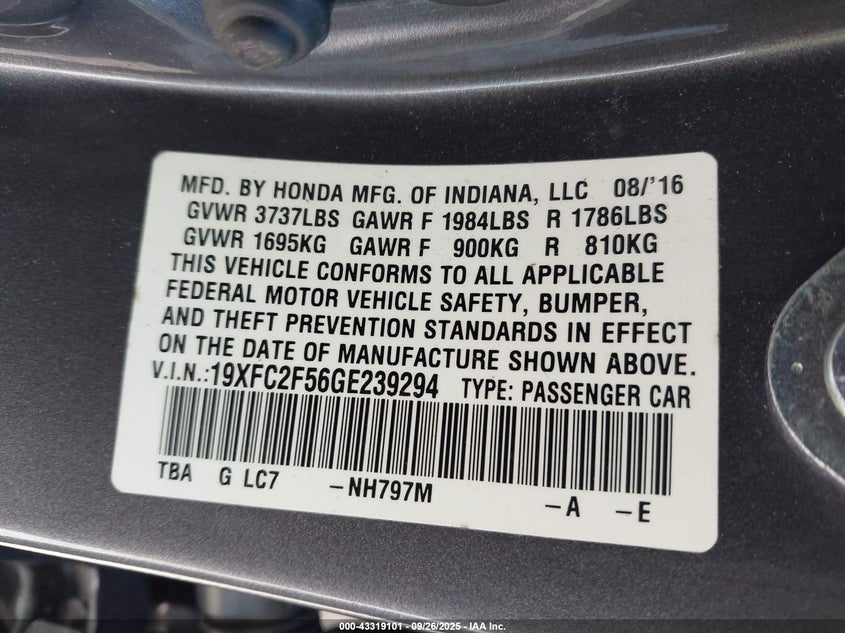 MFD. BY HONDA MFG. OF INDIANA, LLC 08/'16
GVWR 3737LBS GAWR F 1984LBS R 1786LBS
GVWR 1695KG GAWR F 900KG R 810KG
THIS VEHICLE CONFORMS TO ALL APPLICABLE
FEDERAL MOTOR VEHICLE SAFETY, BUMPER,
AND THEFT PREVENTION STANDARDS IN EFFECT
ON THE DATE OF MANUFACTURE SHOWN ABOVE.
V.I.N.:19XFC2F56GE239294 TYPE: PASSENGER CAR
TBA G LC7 -NH797M -A -E
000-43319101 - 09/26/2025 - IAA Inc.